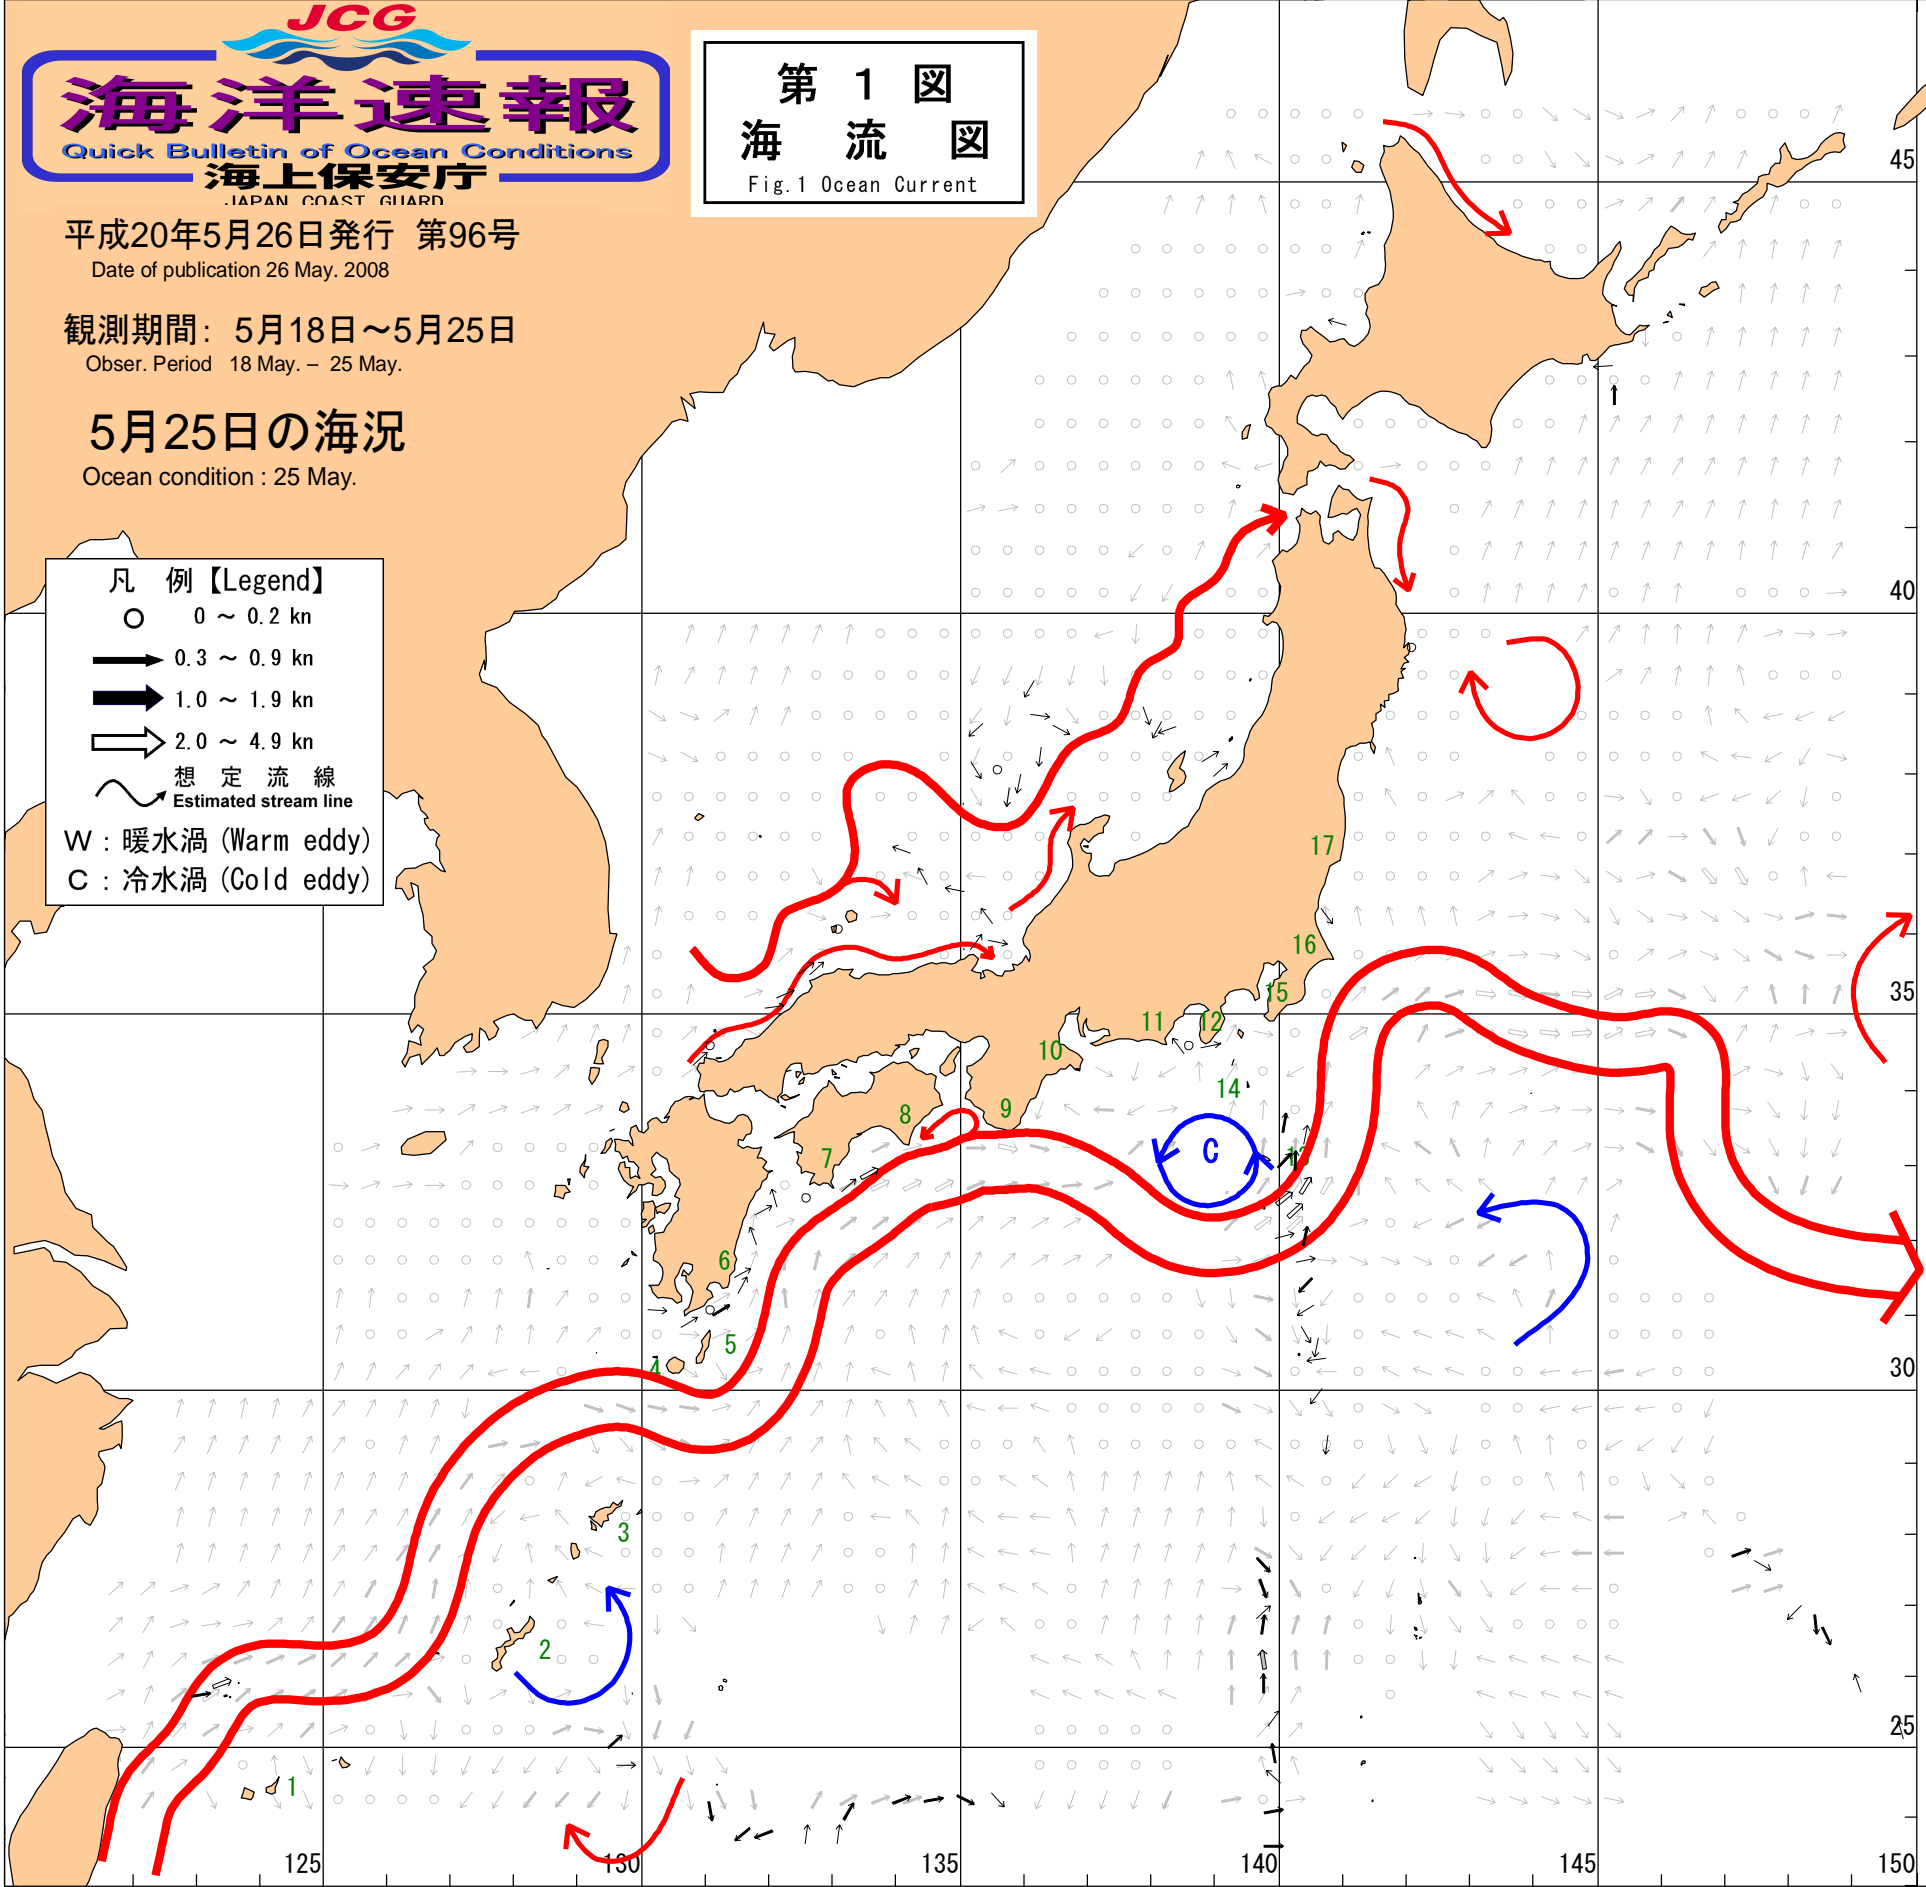 JCG
海洋速報
Quick Bulletin of Ocean Conditions
海上保安庁
JAPAN COAST GUARD
平成20年5月26日発行 第96号
Date of publication 26 May. 2008
観測期間： 5月18日～5月25日
Obser. Period 18 May. – 25 May.
5月25日の海況
Ocean condition : 25 May.
第 1 図
海 流 図
Fig.1 Ocean Current
凡 例【Legend】
0 ～ 0.2 kn
0.3 ～ 0.9 kn
1.0 ～ 1.9 kn
2.0 ～ 4.9 kn
想 定 流 線
Estimated stream line
W：暖水渦 (Warm eddy)
C：冷水渦 (Cold eddy)
45
40
35
30
25
17
16
15
12
11
10
14
9
8
C
7
13
6
5
4
3
2
1
125
130
135
140
145
150